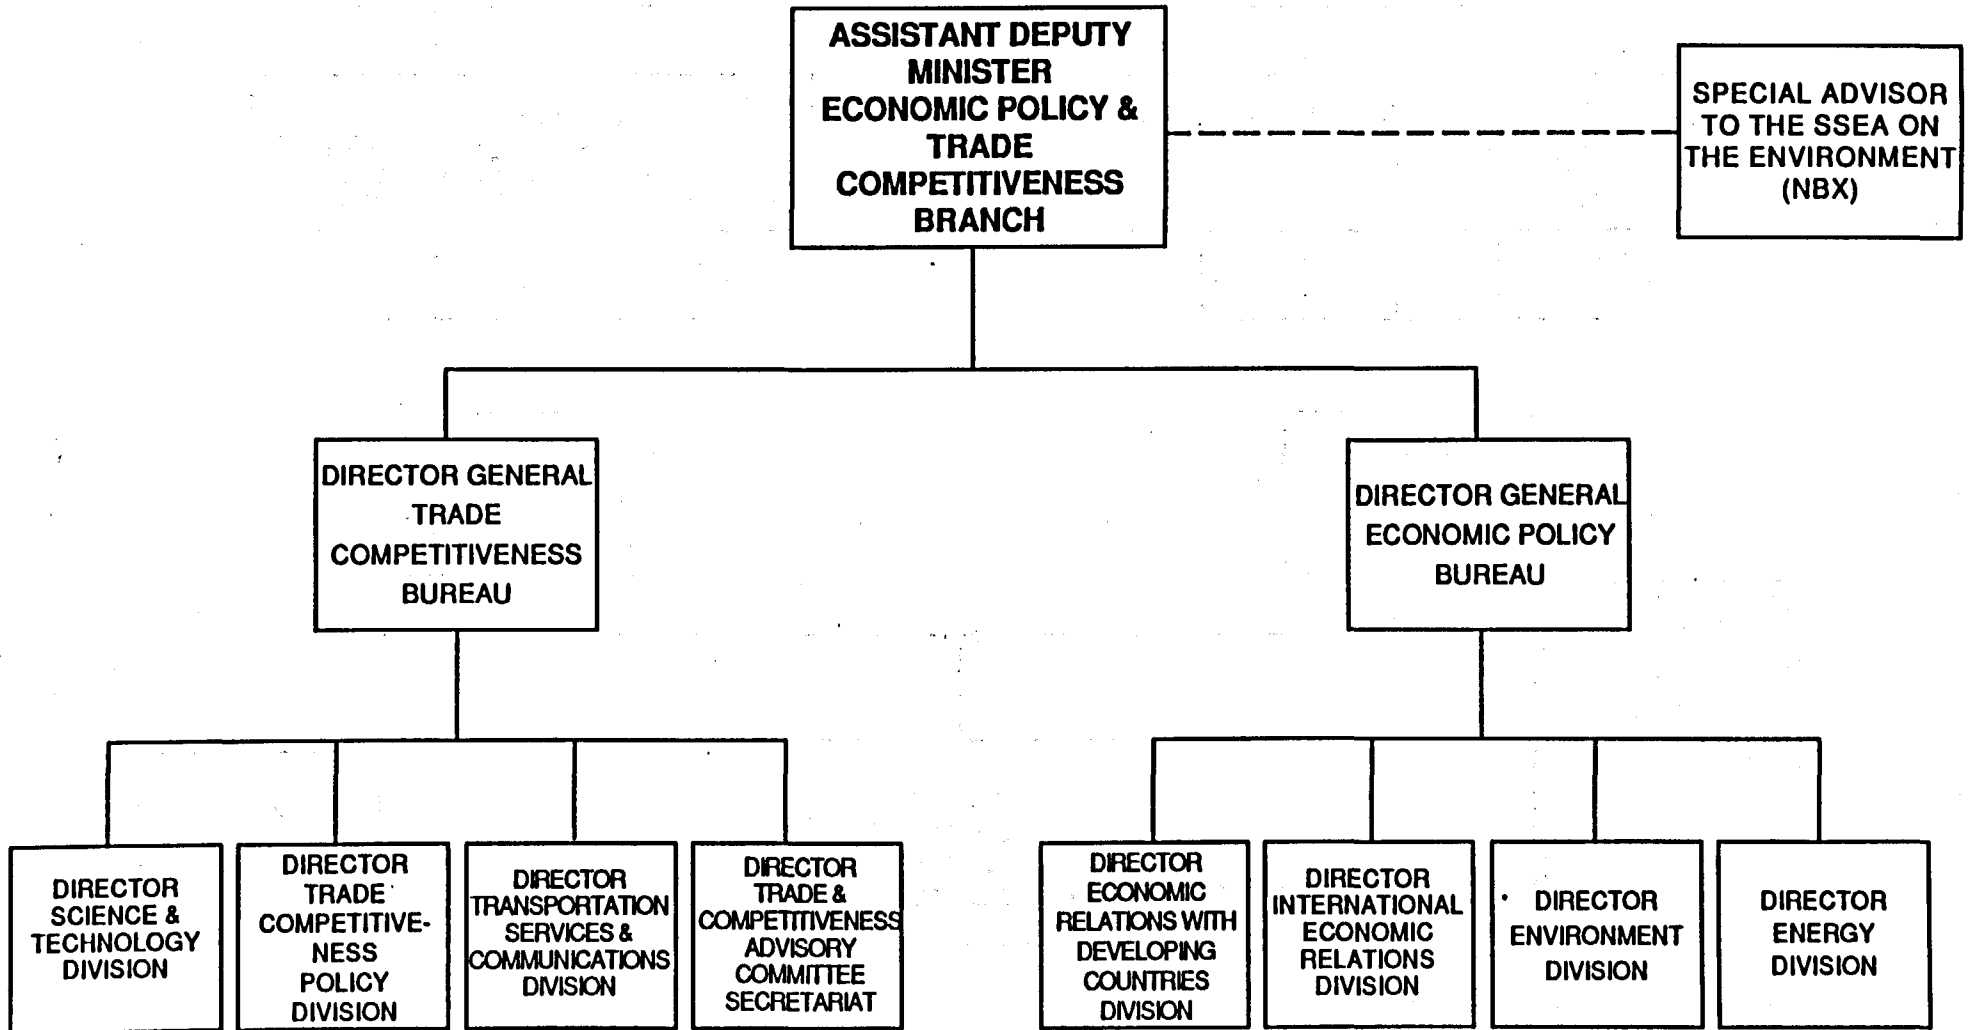 ASSISTANT DEPUTY
MINISTER
ECONOMIC POLICY &
TRADE
COMPETITIVENESS
BRANCH
SPECIAL ADVISOR
TO THE SSEA ON
THE ENVIRONMENT
(NBX)
DIRECTOR GENERAL
TRADE
COMPETITIVENESS
BUREAU
DIRECTOR GENERAL
ECONOMIC POLICY
BUREAU
DIRECTOR
SCIENCE &
TECHNOLOGY
DIVISION
DIRECTOR
TRADE
COMPETITIVE-
NESS
POLICY
DIVISION
DIRECTOR
TRANSPORTATION
SERVICES &
COMMUNICATIONS
DIVISION
DIRECTOR
TRADE &
COMPETITIVENESS
ADVISORY
COMMITTEE
SECRETARIAT
DIRECTOR
ECONOMIC
RELATIONS WITH
DEVELOPING
COUNTRIES
DIVISION
DIRECTOR
INTERNATIONAL
ECONOMIC
RELATIONS
DIVISION
DIRECTOR
ENVIRONMENT
DIVISION
DIRECTOR
ENERGY
DIVISION